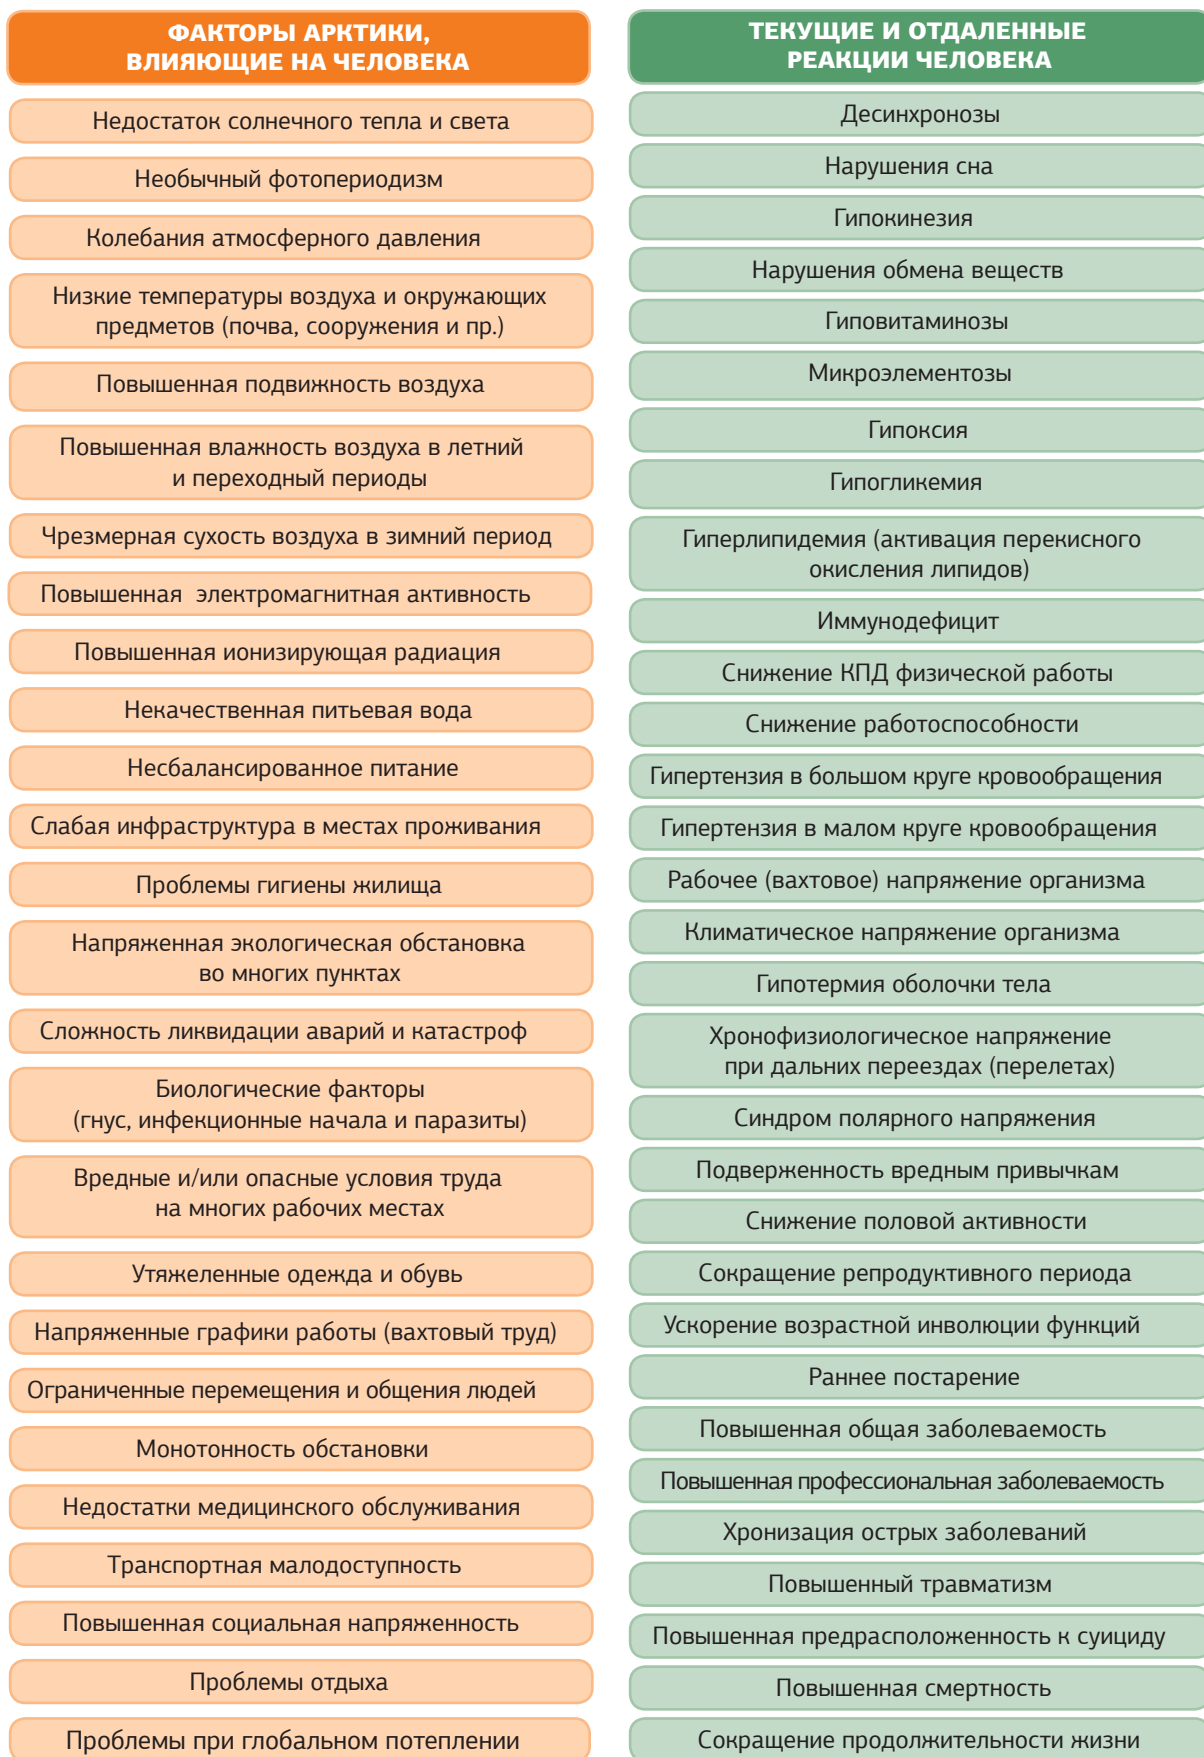 ФАКТОРЫ АРКТИКИ,
ВЛИЯЮЩИЕ НА ЧЕЛОВЕКА
Недостаток солнечного тепла и света
Необычный фотопериодизм
Колебания атмосферного давления
Низкие температуры воздуха и окружающих
предметов (почва, сооружения и пр.)
Повышенная подвижность воздуха
Повышенная влажность воздуха в летний
и переходный периоды
Чрезмерная сухость воздуха в зимний период
Повышенная электромагнитная активность
Повышенная ионизирующая радиация
Некачественная питьевая вода
Несбалансированное питание
Слабая инфраструктура в местах проживания
Проблемы гигиены жилища
Напряженная экологическая обстановка
во многих пунктах
Сложность ликвидации аварий и катастроф
Биологические факторы
(гнус, инфекционные начала и паразиты)
Вредные и/или опасные условия труда
на многих рабочих местах
Утяжеленные одежда и обувь
Напряженные графики работы (вахтовый труд)
Ограниченные перемещения и общения людей
Монотонность обстановки
Недостатки медицинского обслуживания
Транспортная малодоступность
Повышенная социальная напряженность
Проблемы отдыха
Проблемы при глобальном потеплении
ТЕКУЩИЕ И ОТДАЛЕННЫЕ
РЕАКЦИИ ЧЕЛОВЕКА
Десинхронозы
Нарушения сна
Гипокинезия
Нарушения обмена веществ
Гиповитаминозы
Микроэлементозы
Гипоксия
Гипогликемия
Гиперлипидемия (активация перекисного
окисления липидов)
Иммунодефицит
Снижение КПД физической работы
Снижение работоспособности
Гипертензия в большом круге кровообращения
Гипертензия в малом круге кровообращения
Рабочее (вахтовое) напряжение организма
Климатическое напряжение организма
Гипотермия оболочки тела
Хронофизиологическое напряжение
при дальних переездах (перелетах)
Синдром полярного напряжения
Подверженность вредным привычкам
Снижение половой активности
Сокращение репродуктивного периода
Ускорение возрастной инволюции функций
Раннее постарение
Повышенная общая заболеваемость
Повышенная профессиональная заболеваемость
Хронизация острых заболеваний
Повышенный травматизм
Повышенная предрасположенность к суициду
Повышенная смертность
Сокращение продолжительности жизни